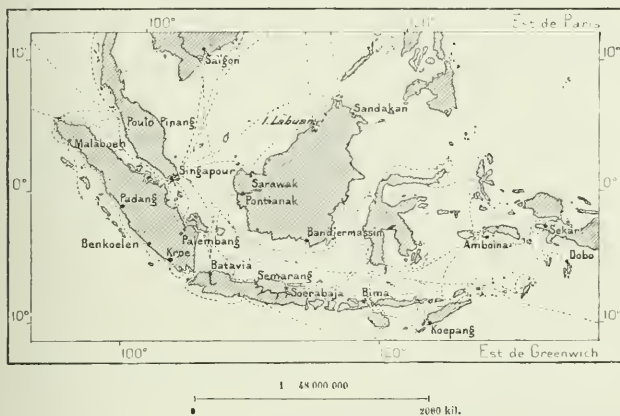 100°
Est de Paris
10°
10°
Saïgon
Sandakan
I. Labuan
Poulo Pinang
Malaboeh
Singapour
0°
0°
Sarawak
Pontianak
Padang
Sekar
Bandjermassin
Amboina
Palembang
Benkoelen
Kroe
Dobo
Batavia
Semarang
Soerabaja
Bima
10°
10°
Koepang
100°
Est de Greenwich
1 48 000 000
0
2000 kil.